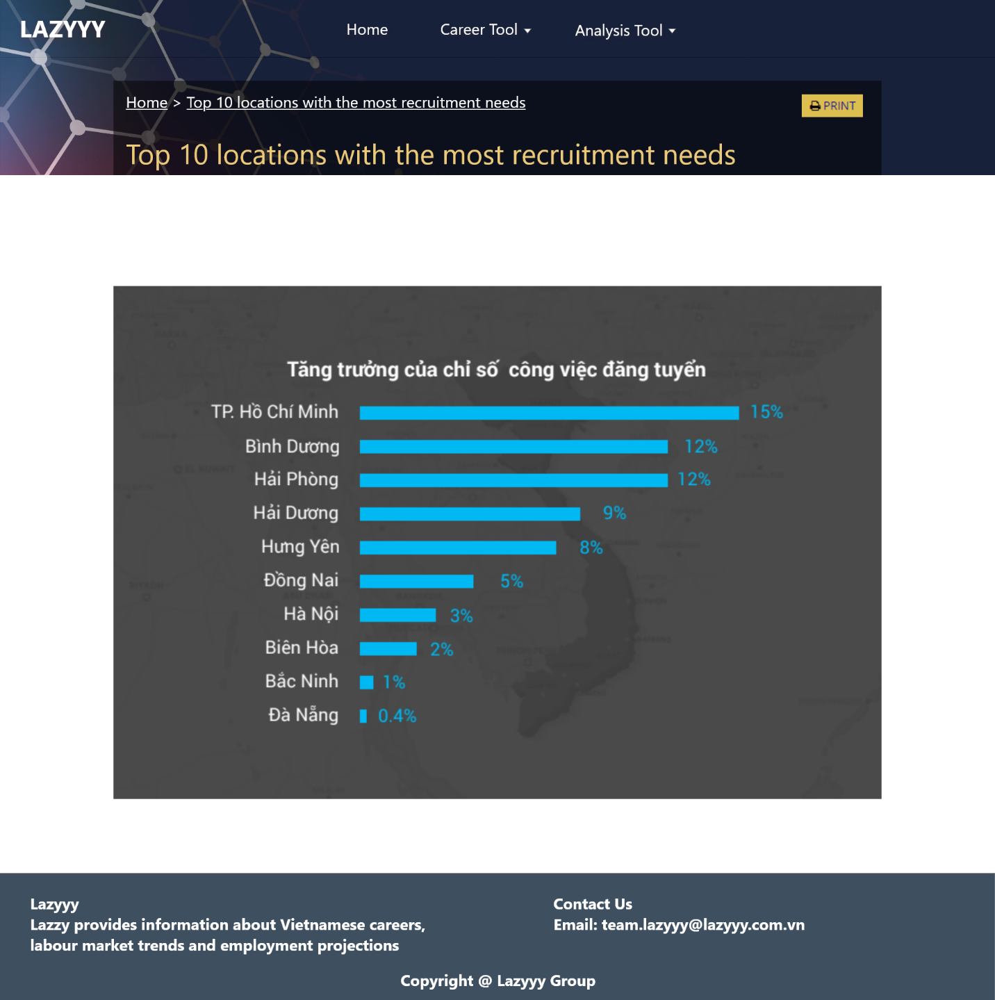 LAZYYY
Home
Career Tool
Analysis Tool
Home > Top 10 locations with the most recruitment needs
PRINT
Top 10 locations with the most recruitment needs
Tăng trưởng của chỉ số công việc đăng tuyển
TP. Hồ Chí Minh 15%
Bình Dương 12%
Hải Phòng 12%
Hải Dương 9%
Hưng Yên 8%
Đồng Nai 5%
Hà Nội 3%
Biên Hòa 2%
Bắc Ninh 1%
Đà Nẵng 0.4%
Lazyyy
Lazzy provides information about Vietnamese careers,
labour market trends and employment projections
Contact Us
Email: team.lazyyy@lazyyy.com.vn
Copyright @ Lazyyy Group